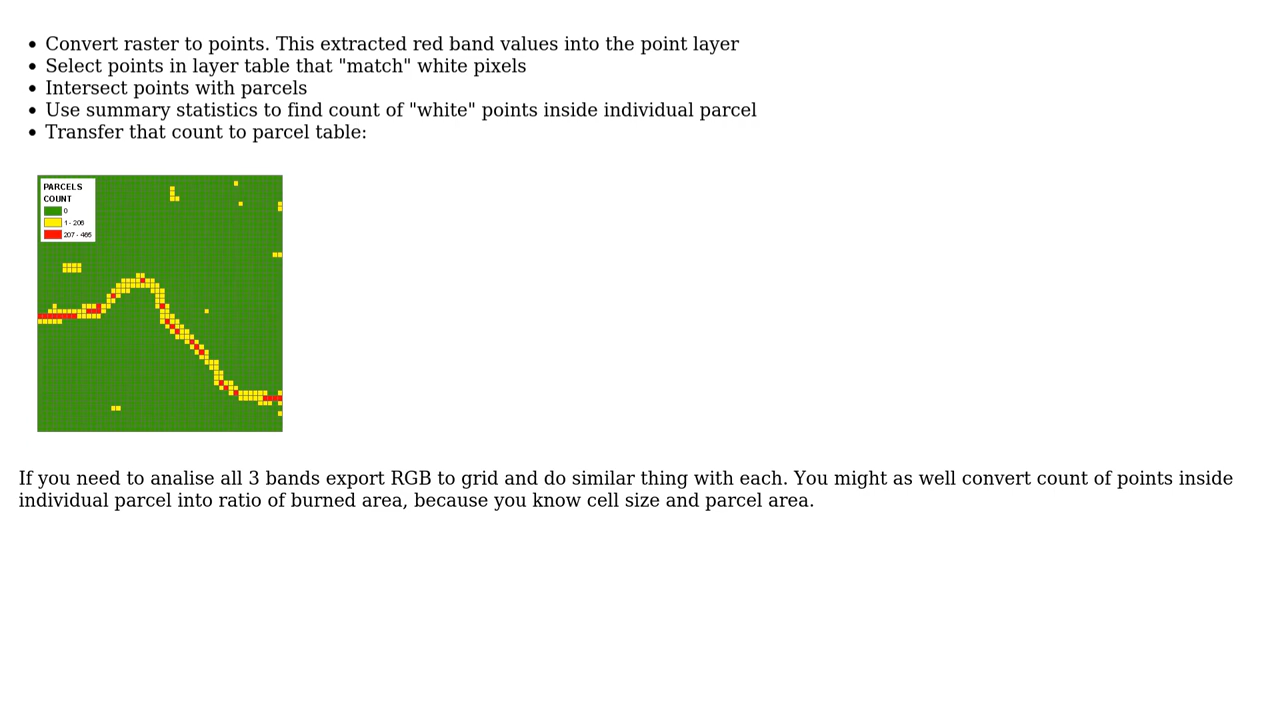 Convert raster to points. This extracted red band values into the point layer
Select points in layer table that "match" white pixels
Intersect points with parcels
Use summary statistics to find count of "white" points inside individual parcel
Transfer that count to parcel table:
PARCELS
COUNT
0
1 - 206
207 - 465
If you need to analise all 3 bands export RGB to grid and do similar thing with each. You might as well convert count of points inside
individual parcel into ratio of burned area, because you know cell size and parcel area.